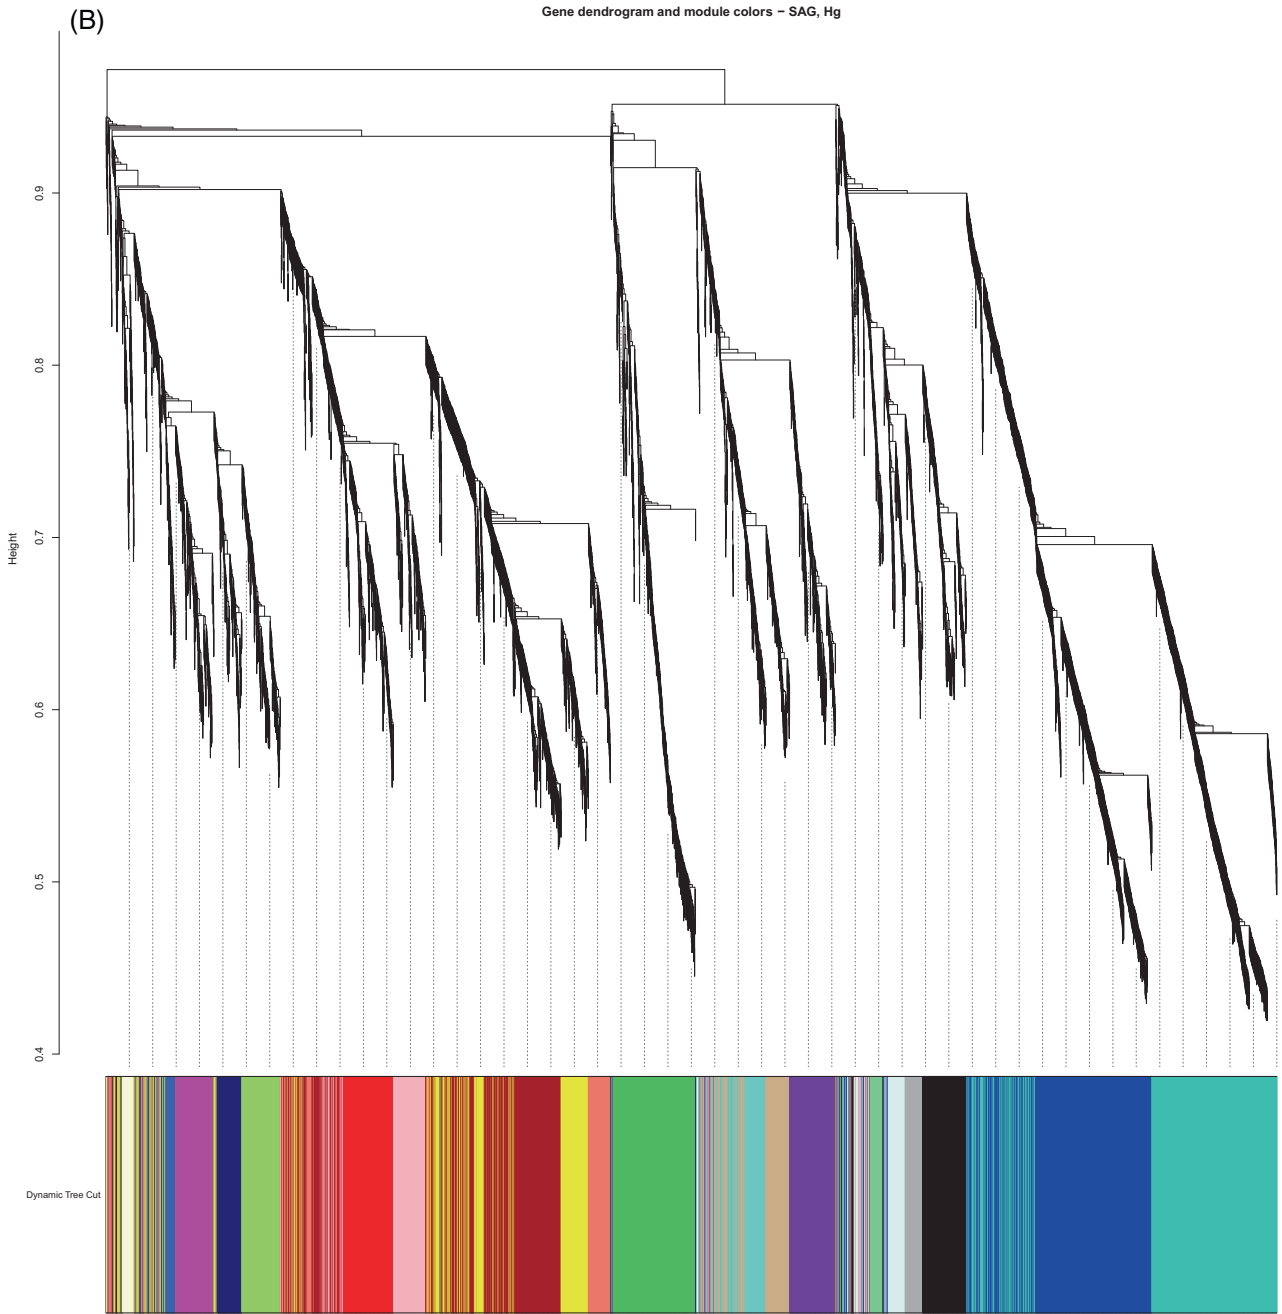 (B)
Gene dendrogram and module colors − SAG, Hg
0.9
0.8
0.7
Height
0.6
0.5
0.4
Dynamic Tree Cut